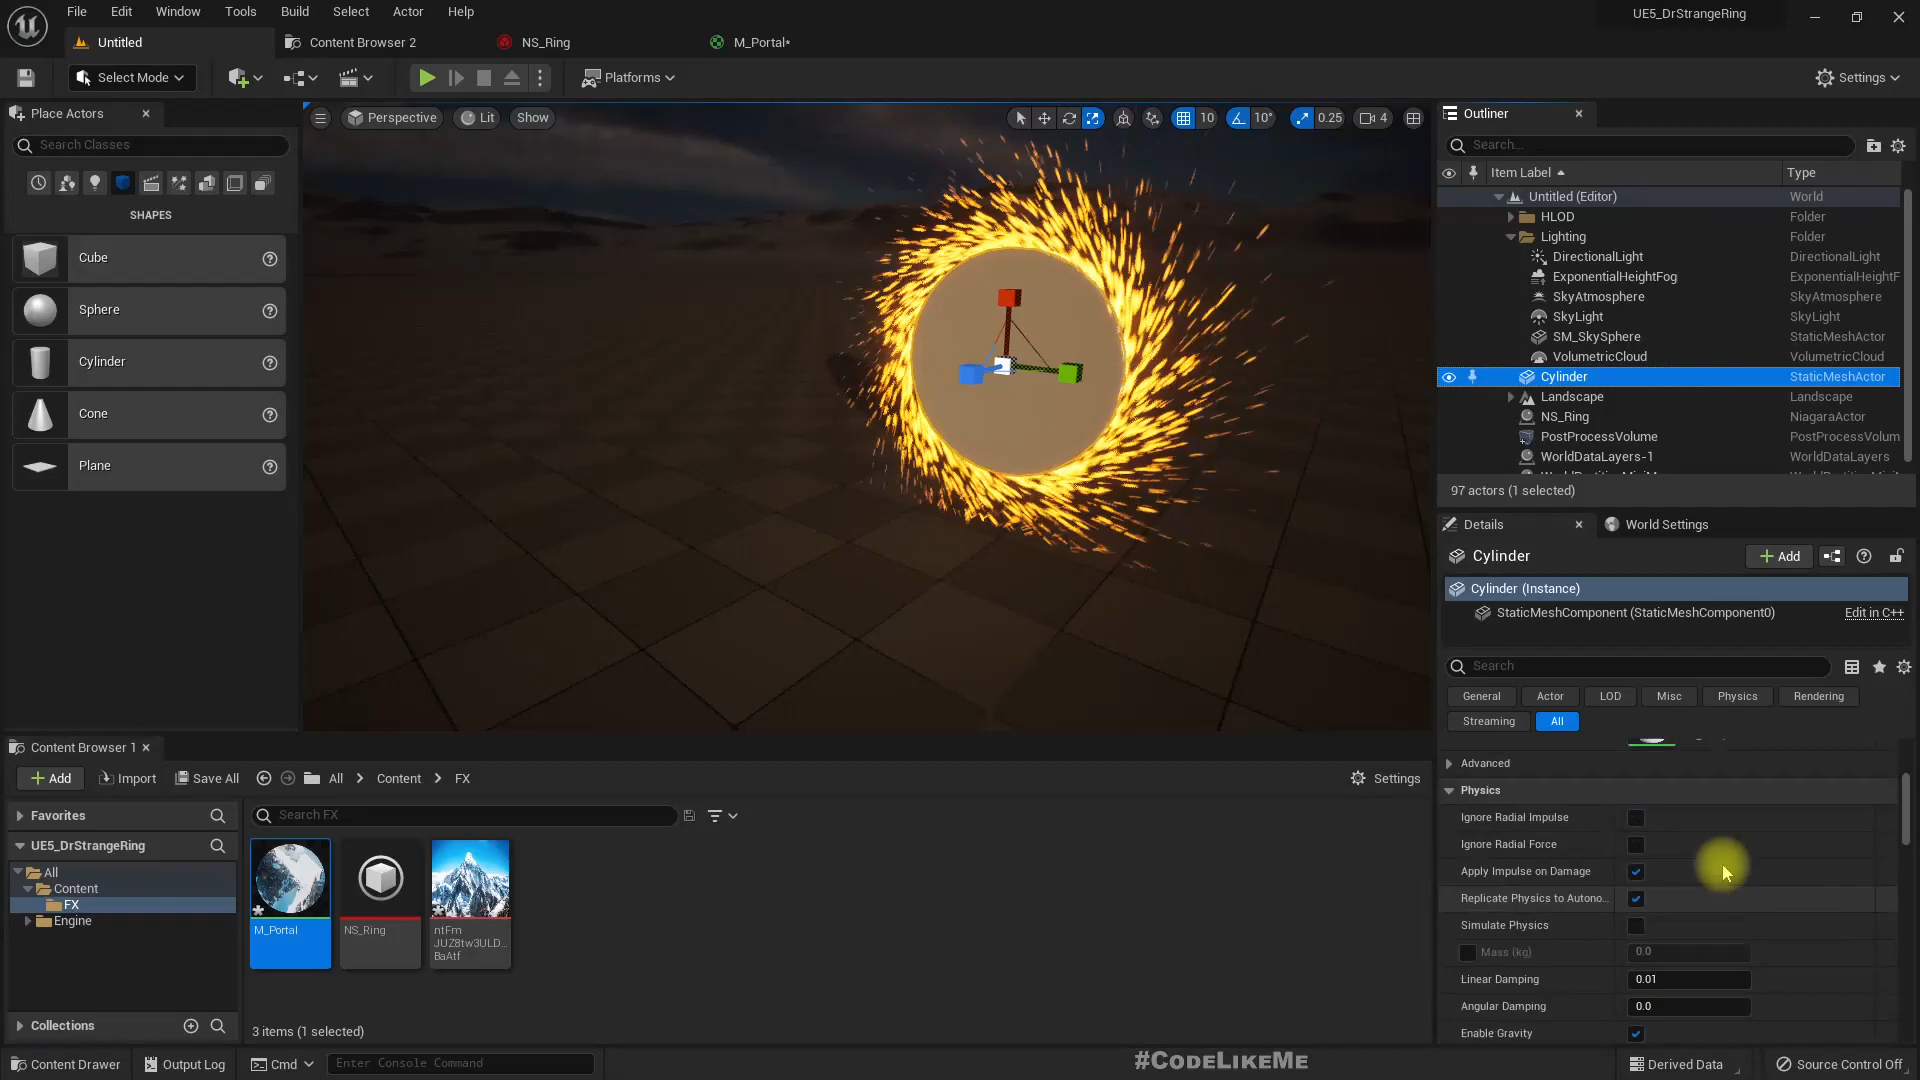 File Edit Window Tools Build Select Actor Help
UE5_DrStrangeRing
Untitled
Content Browser 2
NS_Ring
M_Portal*
Select Mode
Platforms
Settings
Place Actors
Search Classes
SHAPES
Cube
Sphere
Cylinder
Cone
Plane
Perspective
Lit
Show
10
10°
0.25
4
Outliner
Search...
Item Label
Type
Untitled (Editor) World
HLOD Folder
Lighting Folder
DirectionalLight DirectionalLight
ExponentialHeightFog ExponentialHeightF
SkyAtmosphere SkyAtmosphere
SkyLight SkyLight
SM_SkySphere StaticMeshActor
VolumetricCloud VolumetricCloud
Cylinder StaticMeshActor
Landscape Landscape
NS_Ring NiagaraActor
PostProcessVolume PostProcessVolum
WorldDataLayers-1 WorldDataLayers
97 actors (1 selected)
Details
World Settings
Cylinder
Add
Cylinder (Instance)
StaticMeshComponent (StaticMeshComponent0) Edit in C++
Search
General Actor LOD Misc Physics Rendering
Streaming All
Advanced
Physics
Ignore Radial Impulse
Ignore Radial Force
Apply Impulse on Damage
Replicate Physics to Autono...
Simulate Physics
Mass (kg) 0.0
Linear Damping 0.01
Angular Damping 0.0
Enable Gravity
Content Browser 1
Add Import Save All All Content FX Settings
Favorites
UE5_DrStrangeRing
All
Content
FX
Engine
Collections
Search FX
M_Portal
NS_Ring
ntFm
JUZ8tw3ULD...
BaAtf
3 items (1 selected)
Content Drawer
Output Log
Cmd
Enter Console Command
#CodeLikeMe
Derived Data
Source Control Off